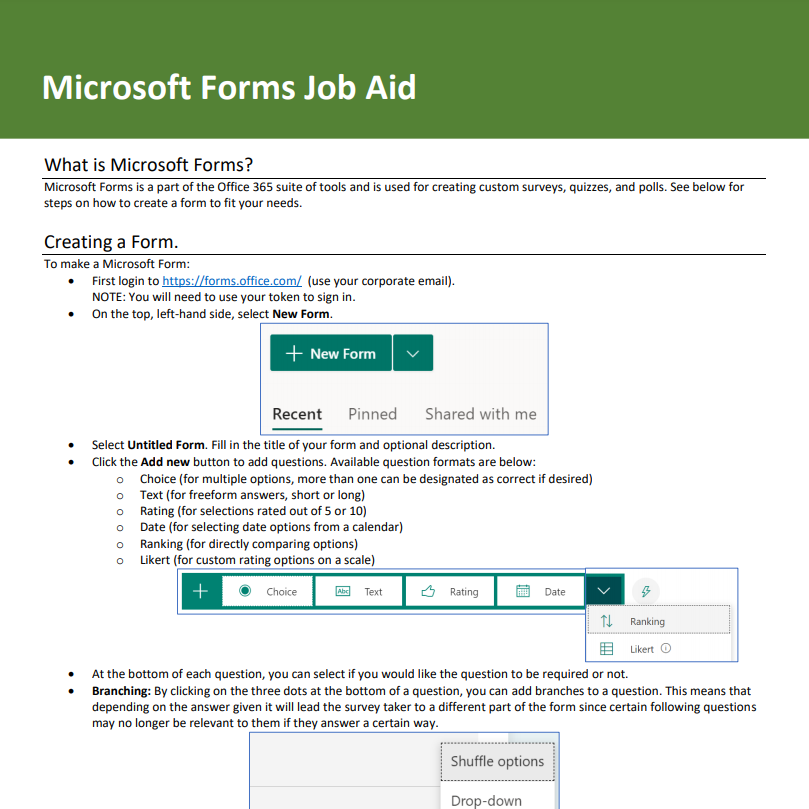 Microsoft Forms Job Aid
What is Microsoft Forms?
Microsoft Forms is a part of the Office 365 suite of tools and is used for creating custom surveys, quizzes, and polls. See below for
steps on how to create a form to fit your needs.
Creating a Form.
To make a Microsoft Form:
• First login to https://forms.office.com/ (use your corporate email).
NOTE: You will need to use your token to sign in.
• On the top, left-hand side, select New Form.
+ New Form
Recent Pinned Shared with me
• Select Untitled Form. Fill in the title of your form and optional description.
• Click the Add new button to add questions. Available question formats are below:
o Choice (for multiple options, more than one can be designated as correct if desired)
o Text (for freeform answers, short or long)
o Rating (for selections rated out of 5 or 10)
o Date (for selecting date options from a calendar)
o Ranking (for directly comparing options)
o Likert (for custom rating options on a scale)
+ Choice Abc Text Rating Date
Ranking
Likert
• At the bottom of each question, you can select if you would like the question to be required or not.
• Branching: By clicking on the three dots at the bottom of a question, you can add branches to a question. This means that
depending on the answer given it will lead the survey taker to a different part of the form since certain following questions
may no longer be relevant to them if they answer a certain way.
Shuffle options
Drop-down